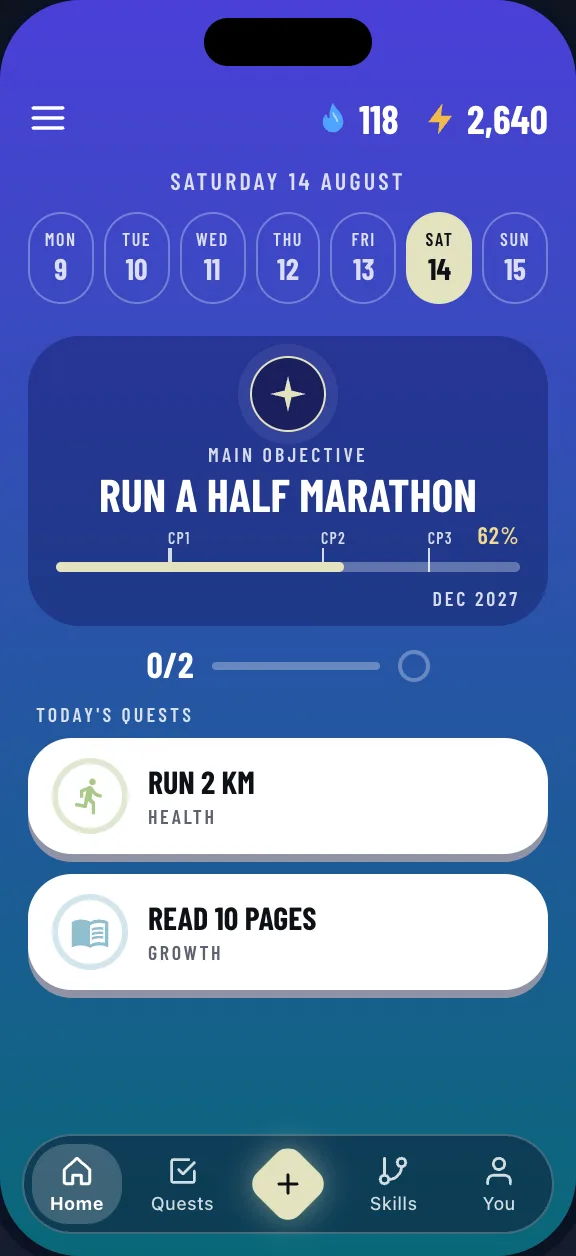 118 2,640
SATURDAY 14 AUGUST
MON TUE WED THU FRI SAT SUN
9 10 11 12 13 14 15
MAIN OBJECTIVE
RUN A HALF MARATHON
CP1 CP2 CP3 62%
DEC 2027
0/2
TODAY'S QUESTS
RUN 2 KM
HEALTH
READ 10 PAGES
GROWTH
Home Quests + Skills You